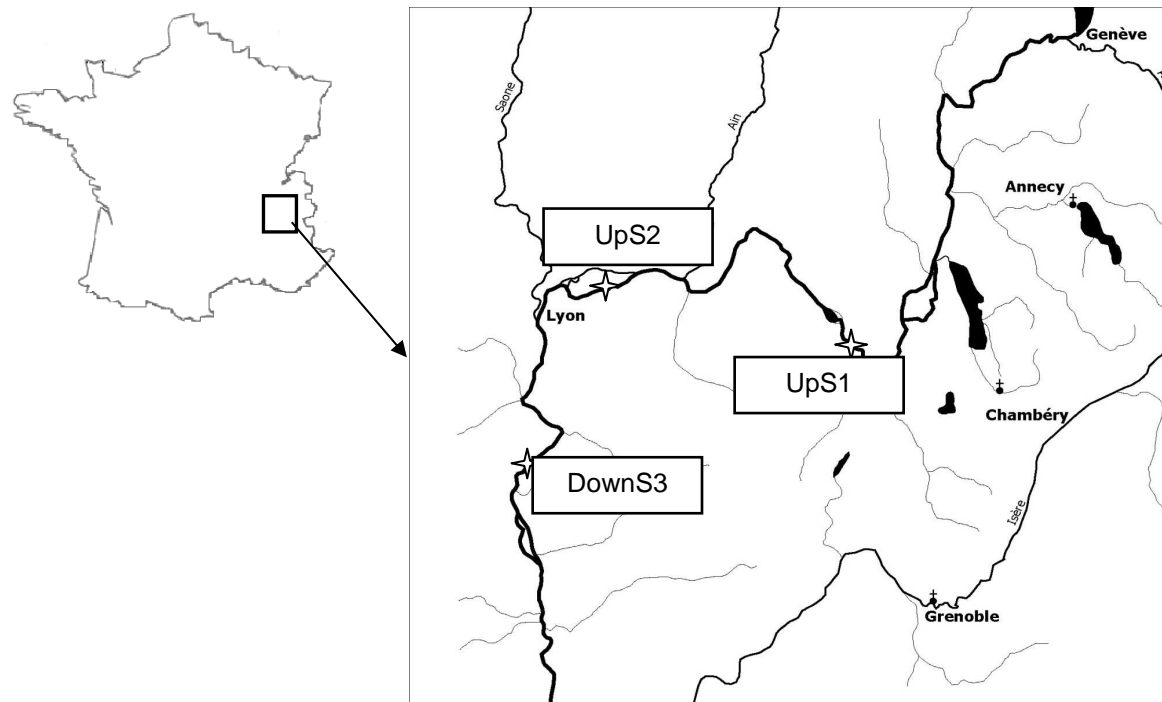 Genève
Saone
Ain
Annecy
UpS2
Lyon
UpS1
Chambéry
DownS3
Isère
Grenoble